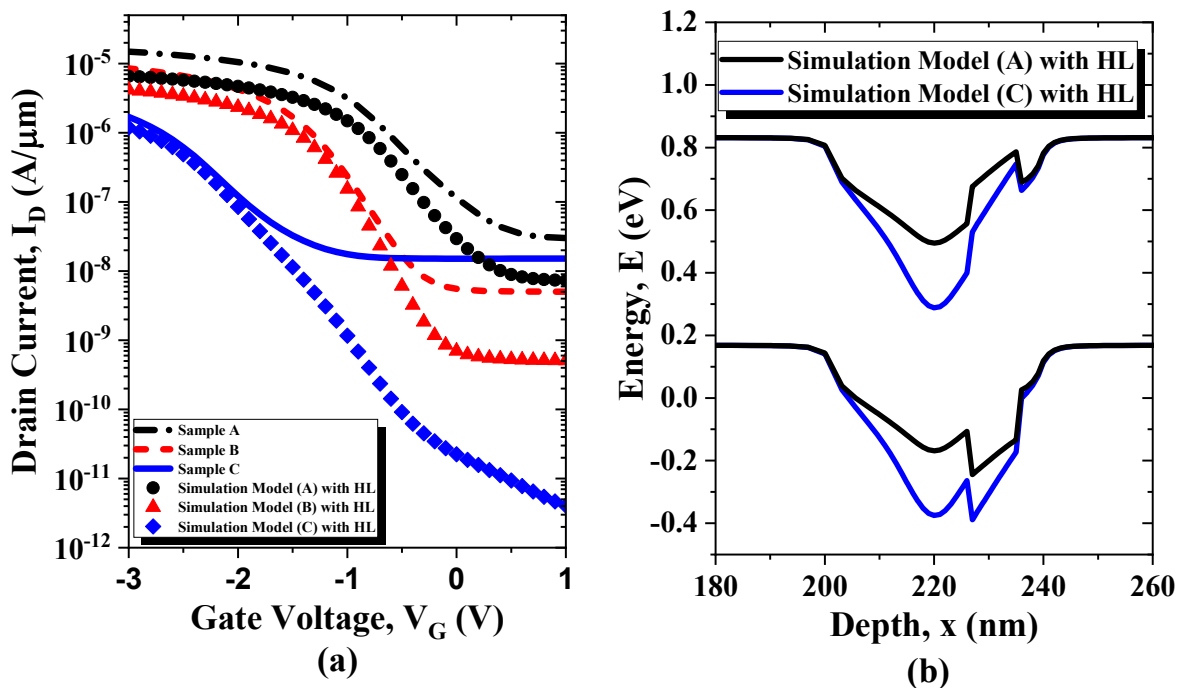 Drain Current, I_D (A/μm)
10⁻⁵
10⁻⁶
10⁻⁷
10⁻⁸
10⁻⁹
10⁻¹⁰
10⁻¹¹
10⁻¹²
Sample A
Sample B
Sample C
Simulation Model (A) with HL
Simulation Model (B) with HL
Simulation Model (C) with HL
-3 -2 -1 0 1
Gate Voltage, V_G (V)
(a)
Energy, E (eV)
1.2
1.0
0.8
0.6
0.4
0.2
0.0
-0.2
-0.4
Simulation Model (A) with HL
Simulation Model (C) with HL
180 200 220 240 260
Depth, x (nm)
(b)